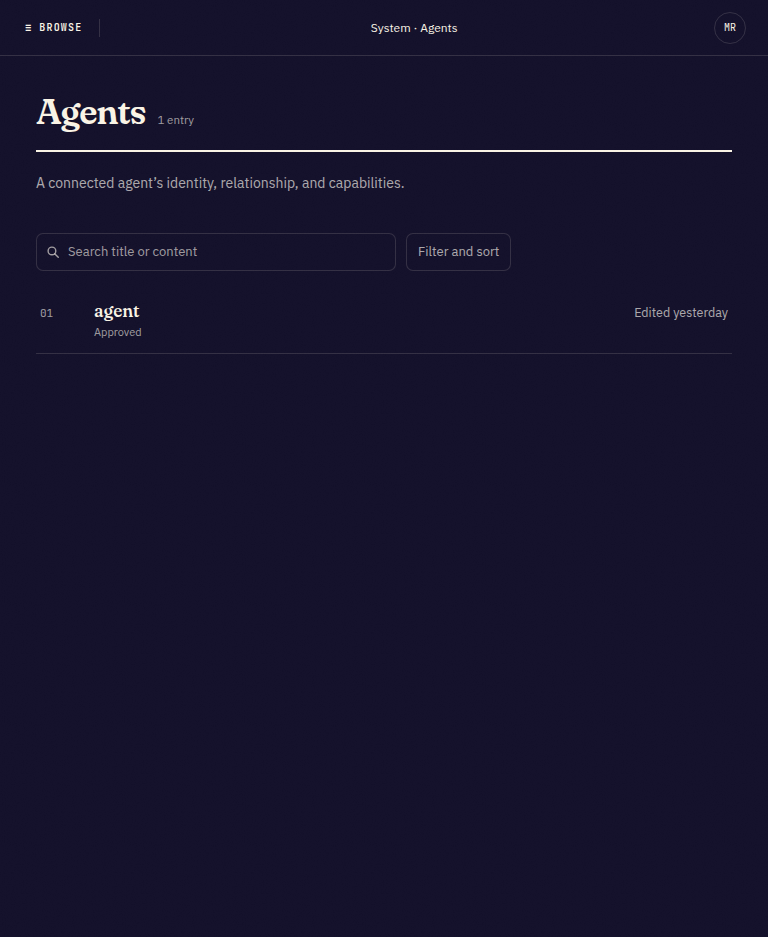 ≡ BROWSE
System · Agents
MR
Agents 1 entry
A connected agent’s identity, relationship, and capabilities.
Search title or content
Filter and sort
01 agent Edited yesterday
Approved